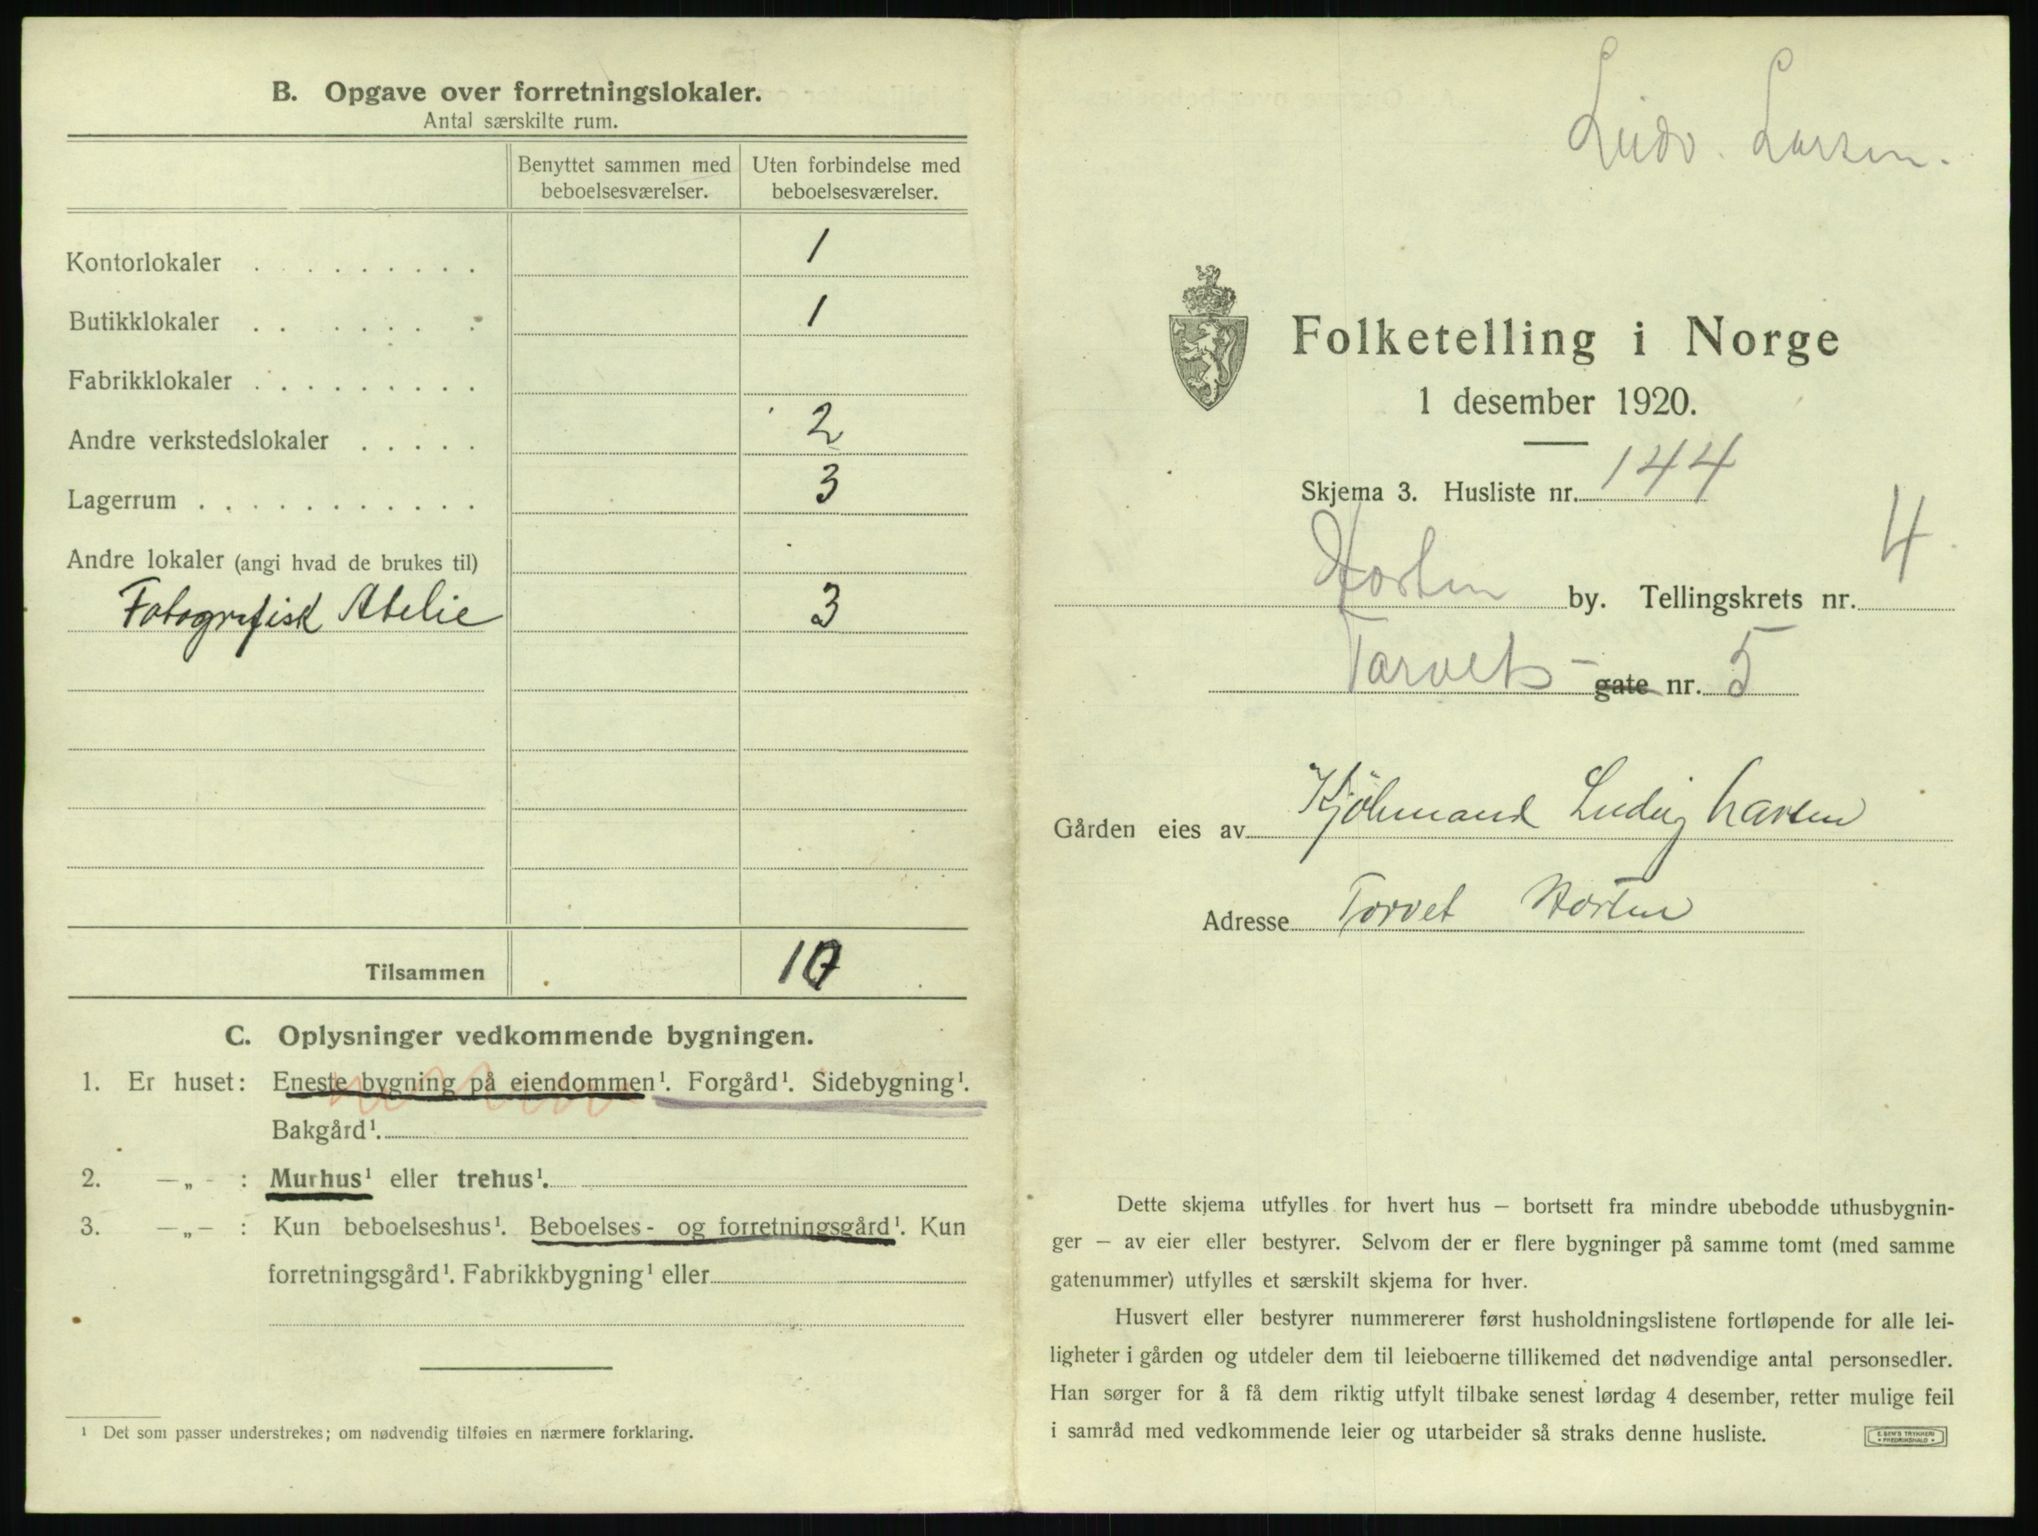 B. Opgave over forretningslokaler.
Antal særskilte rum.
Benyttet sammen med beboelsesværelser.
Uten forbindelse med beboelsesværelser.
Kontorlokaler . . . . . . . . . 1
Butikklokaler . . . . . . . 1
Fabrikklokaler . . . . . . . . .
Andre verkstedslokaler . . . . . 2
Lagerrum . . . . . . . . . . . 3
Andre lokaler (angi hvad de brukes til)
Fotografisk Atelie 3
Tilsammen 10
C. Oplysninger vedkommende bygningen.
1. Er huset: Eneste bygning på eiendommen¹. Forgård¹. Sidebygning¹.
Bakgård¹.
2. —„— : Murhus¹ eller trehus¹.
3. —„— : Kun beboelseshus¹. Beboelses- og forretningsgård¹. Kun
forretningsgård¹. Fabrikkbygning¹ eller
¹ Det som passer understrekes; om nødvendig tilføies en nærmere forklaring.
Ludv. Larsen.
Folketelling i Norge
1 desember 1920.
Skjema 3. Husliste nr. 144
Horten by. Tellingskrets nr. 4
Torvet - gate nr. 5
Gården eies av Kjöbmand Ludvig Larsen
Adresse Torvet Horten
Dette skjema utfylles for hvert hus — bortsett fra mindre ubebodde uthusbygnin-
ger — av eier eller bestyrer. Selvom der er flere bygninger på samme tomt (med samme
gatenummer) utfylles et særskilt skjema for hver.
Husvert eller bestyrer nummererer først husholdningslistene fortløpende for alle lei-
ligheter i gården og utdeler dem til leieboerne tillikemed det nødvendige antal personsedler.
Han sørger for å få dem riktig utfylt tilbake senest lørdag 4 desember, retter mulige feil
i samråd med vedkommende leier og utarbeider så straks denne husliste.
E. SEM'S TRYKKERI
FREDRIKSHALD